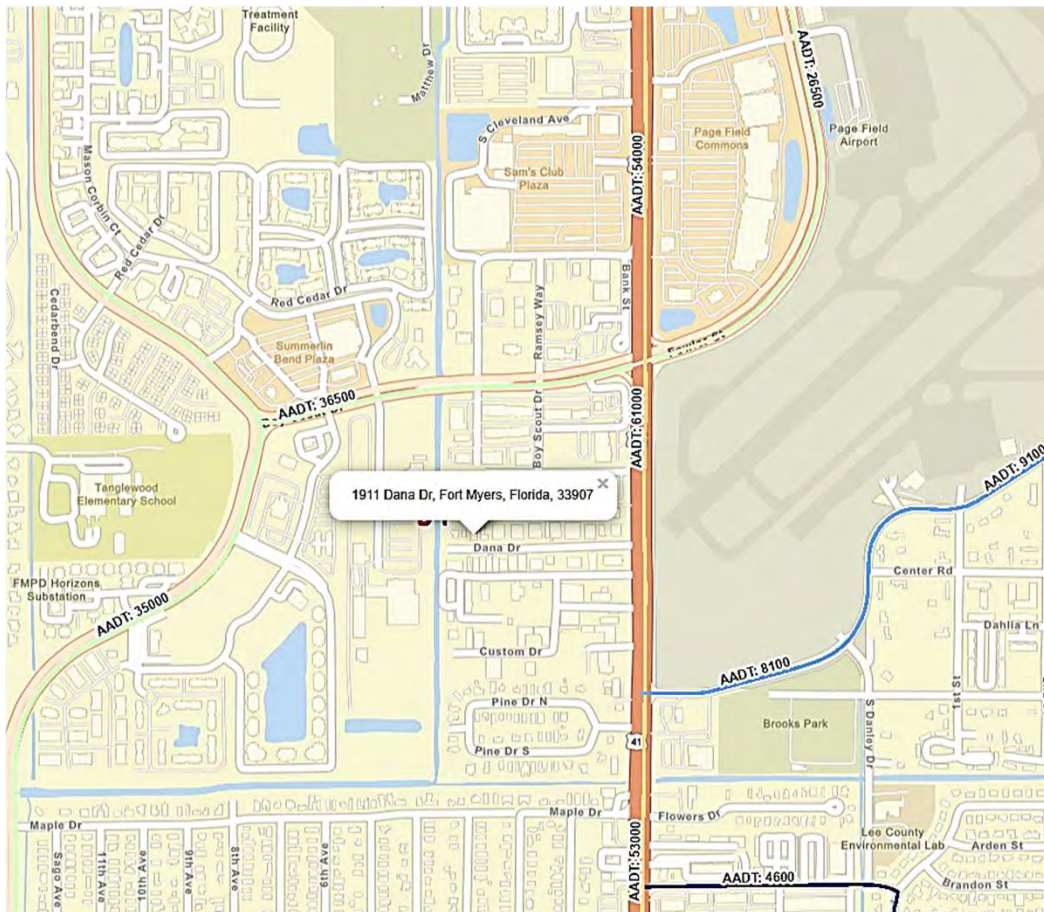 Treatment
Facility
Matthew Dr
AADT: 26500
S Cleveland Ave
Page Field
Commons
Page Field
Airport
Mason Corbin Ct
Sam's Club
Plaza
AADT: 54000
Red Cedar Dr
Cedarbend Dr
Red Cedar Dr
Ramsey Way
Bank St
Summerlin
Bend Plaza
Fowler St
AADT: 36500
Boy Scout Dr
AADT: 61000
AADT: 9100
Tanglewood
Elementary School
1911 Dana Dr, Fort Myers, Florida, 33907
Dana Dr
Center Rd
FMPD Horizons
Substation
AADT: 35000
Dahlia Ln
Custom Dr
AADT: 8100
1st St
Pine Dr N
Brooks Park
S Danley Dr
41
Pine Dr S
Maple Dr
Maple Dr
Flowers Dr
Lee County
Environmental Lab
Arden St
Sago Ave
11th Ave
10th Ave
9th Ave
8th Ave
6th Ave
AADT: 53000
AADT: 4600
Brandon St